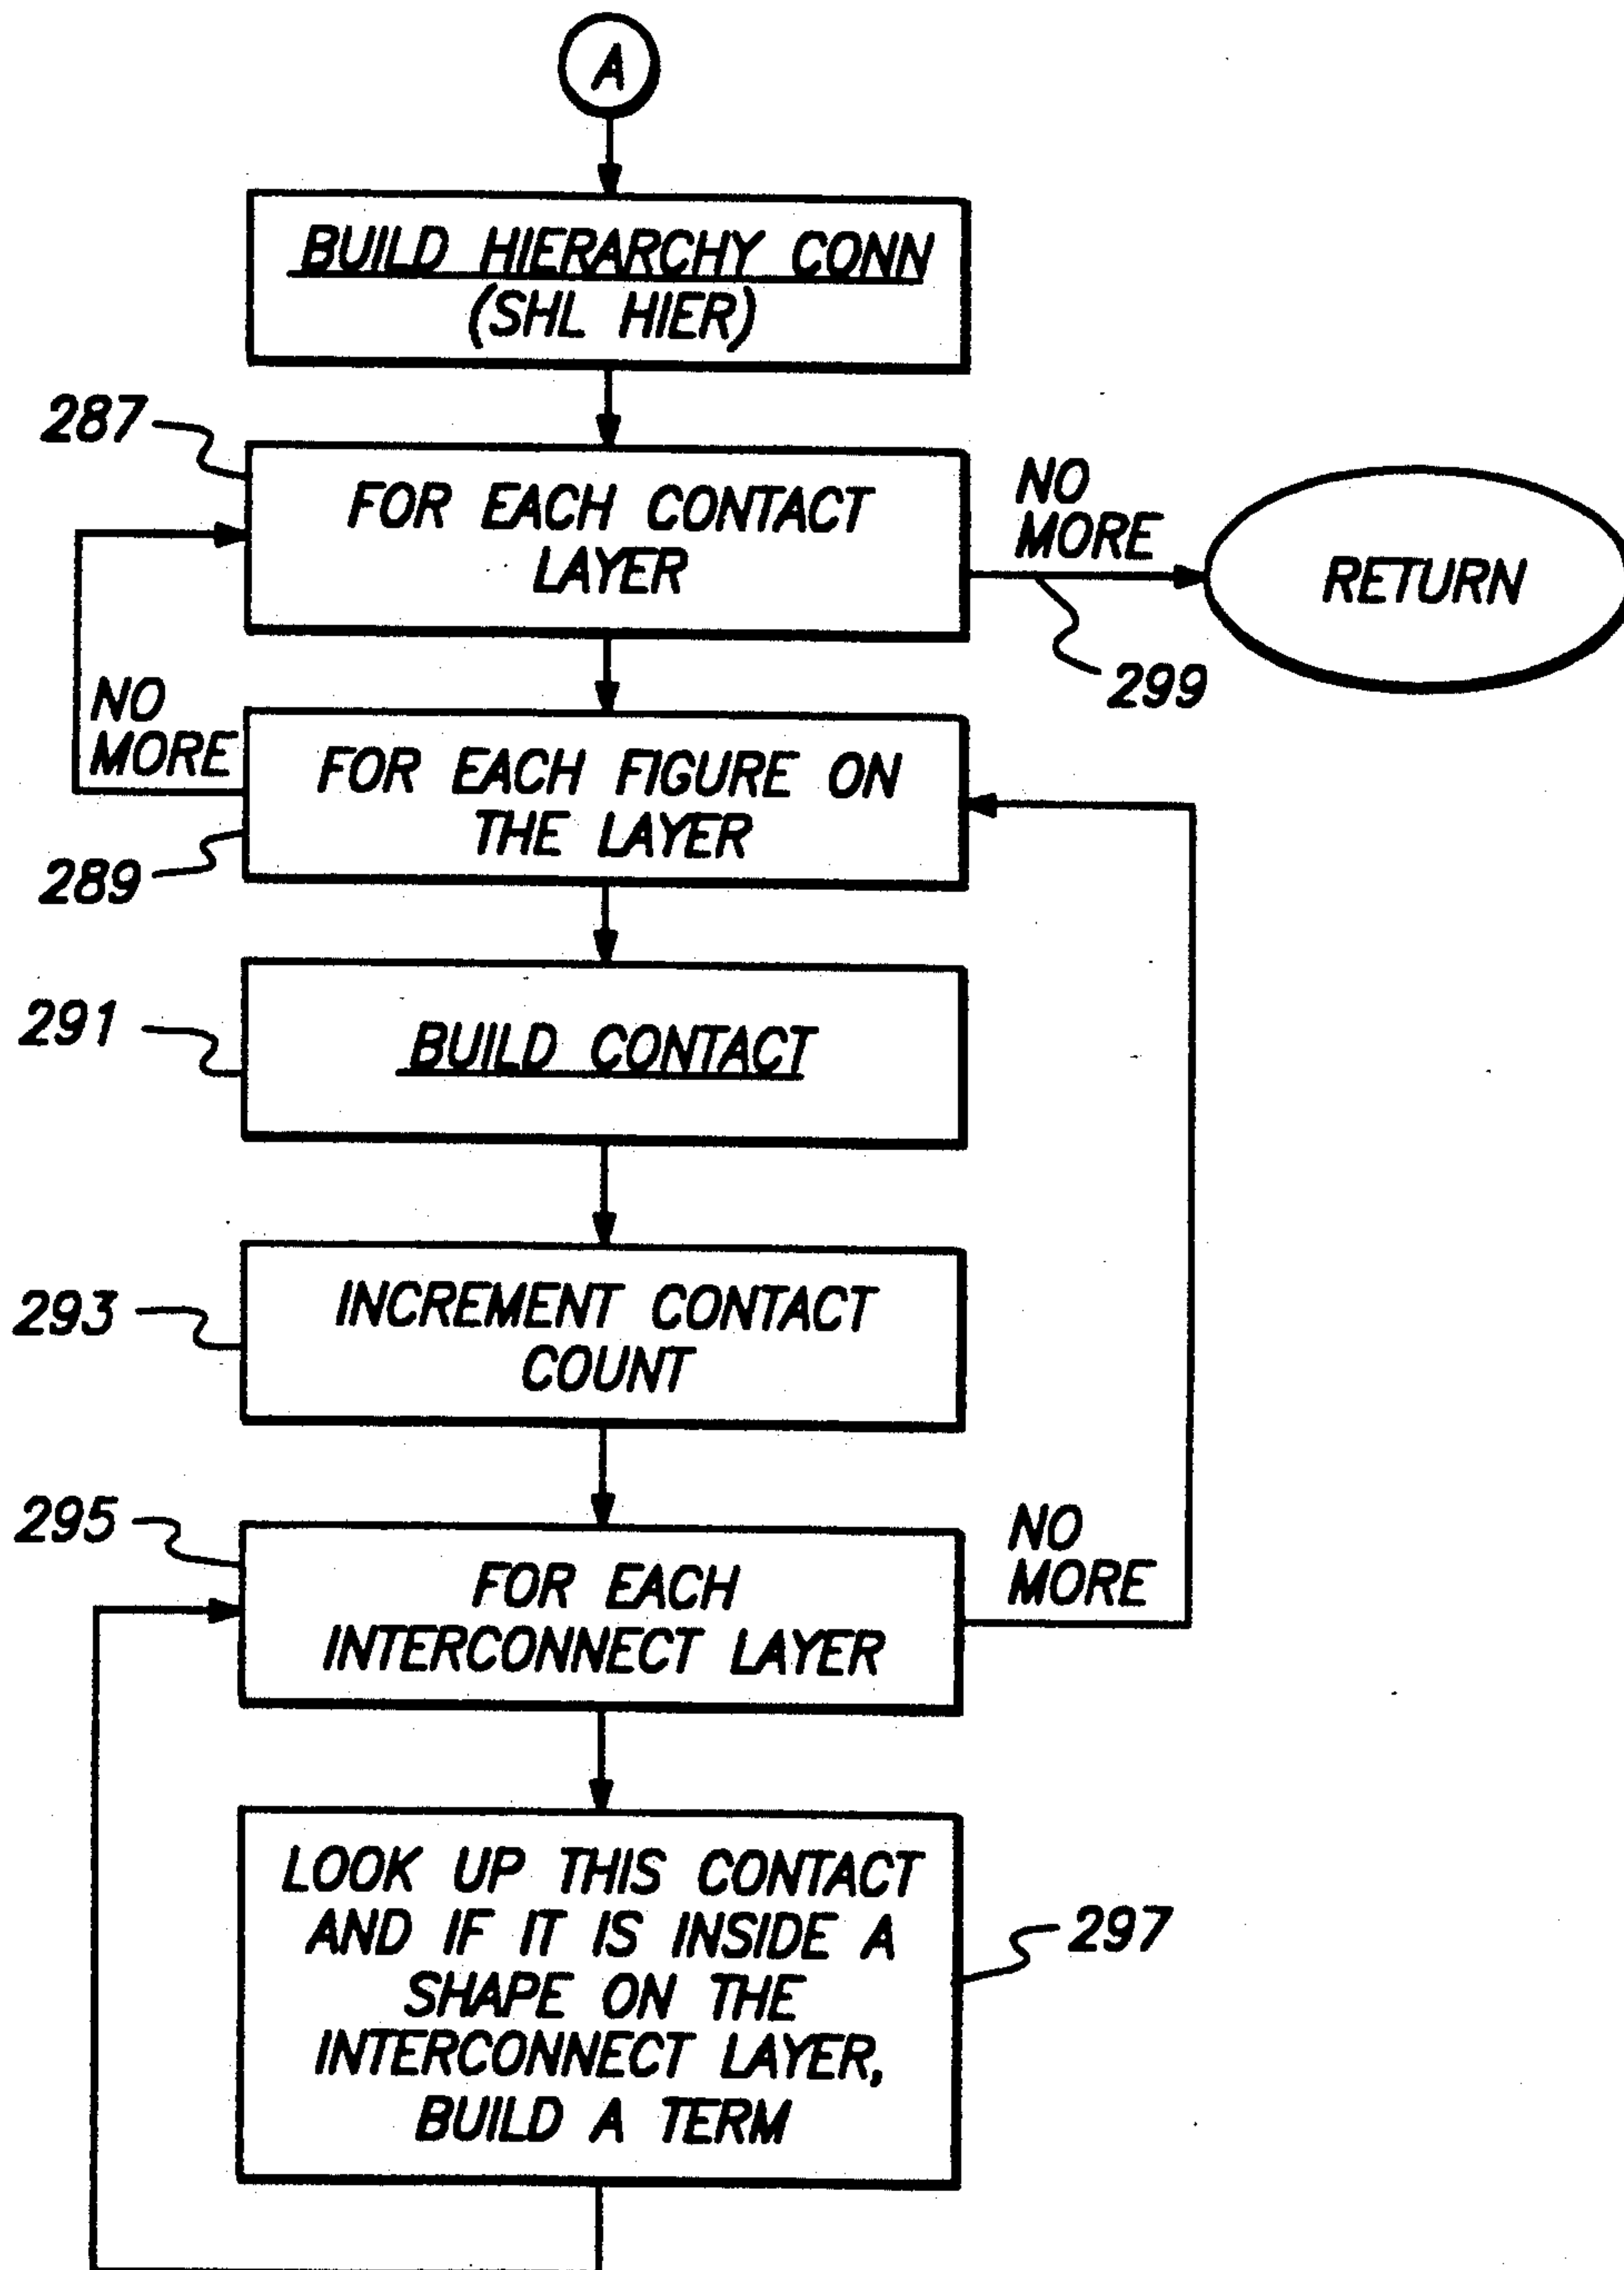 A
BUILD HIERARCHY CONN
(SHL HIER)
287
FOR EACH CONTACT
LAYER
NO
MORE
RETURN
299
NO
MORE
FOR EACH FIGURE ON
THE LAYER
289
291
BUILD CONTACT
293
INCREMENT CONTACT
COUNT
295
FOR EACH
INTERCONNECT LAYER
NO
MORE
LOOK UP THIS CONTACT
AND IF IT IS INSIDE A
SHAPE ON THE
INTERCONNECT LAYER,
BUILD A TERM
297